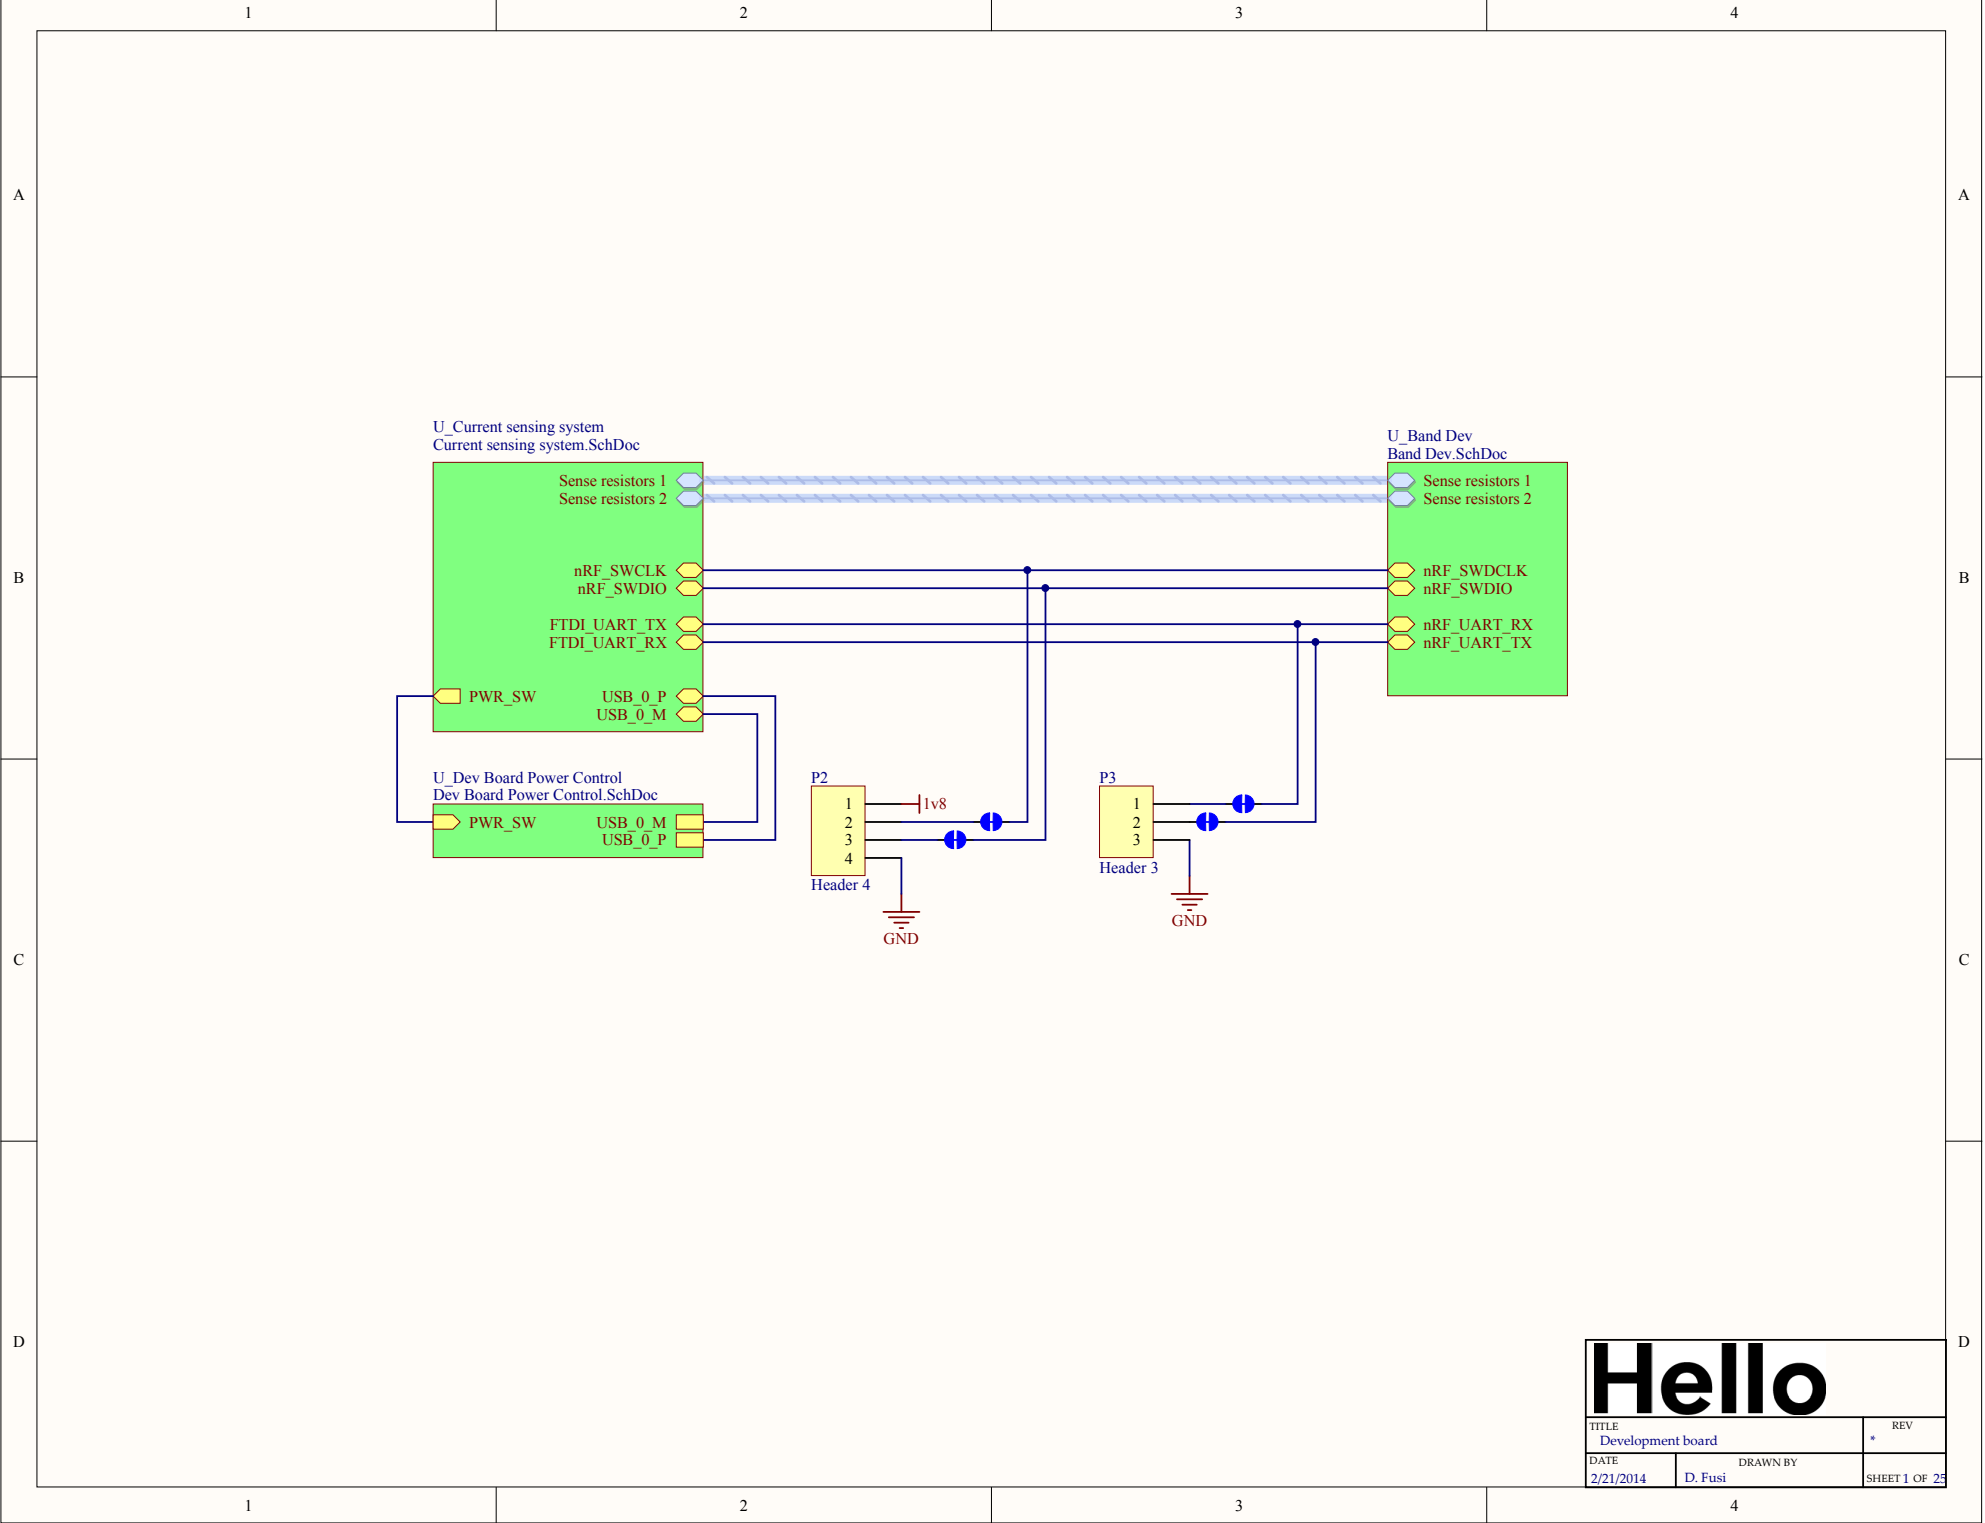 1 2 3 4
A A
U_Current sensing system
Current sensing system.SchDoc
U_Band Dev
Band Dev.SchDoc
Sense resistors 1 Sense resistors 1
Sense resistors 2 Sense resistors 2
B B
nRF_SWCLK nRF_SWDCLK
nRF_SWDIO nRF_SWDIO
FTDI_UART_TX nRF_UART_RX
FTDI_UART_RX nRF_UART_TX
PWR_SW USB_0_P
USB_0_M
U_Dev Board Power Control
Dev Board Power Control.SchDoc
PWR_SW USB_0_M
USB_0_P
P2
1 1v8
2
3
4
Header 4
GND
P3
1
2
3
Header 3
GND
C C
D D
Hello
TITLE REV
Development board *
DATE DRAWN BY
2/21/2014 D. Fusi SHEET 1 OF 25
1 2 3 4